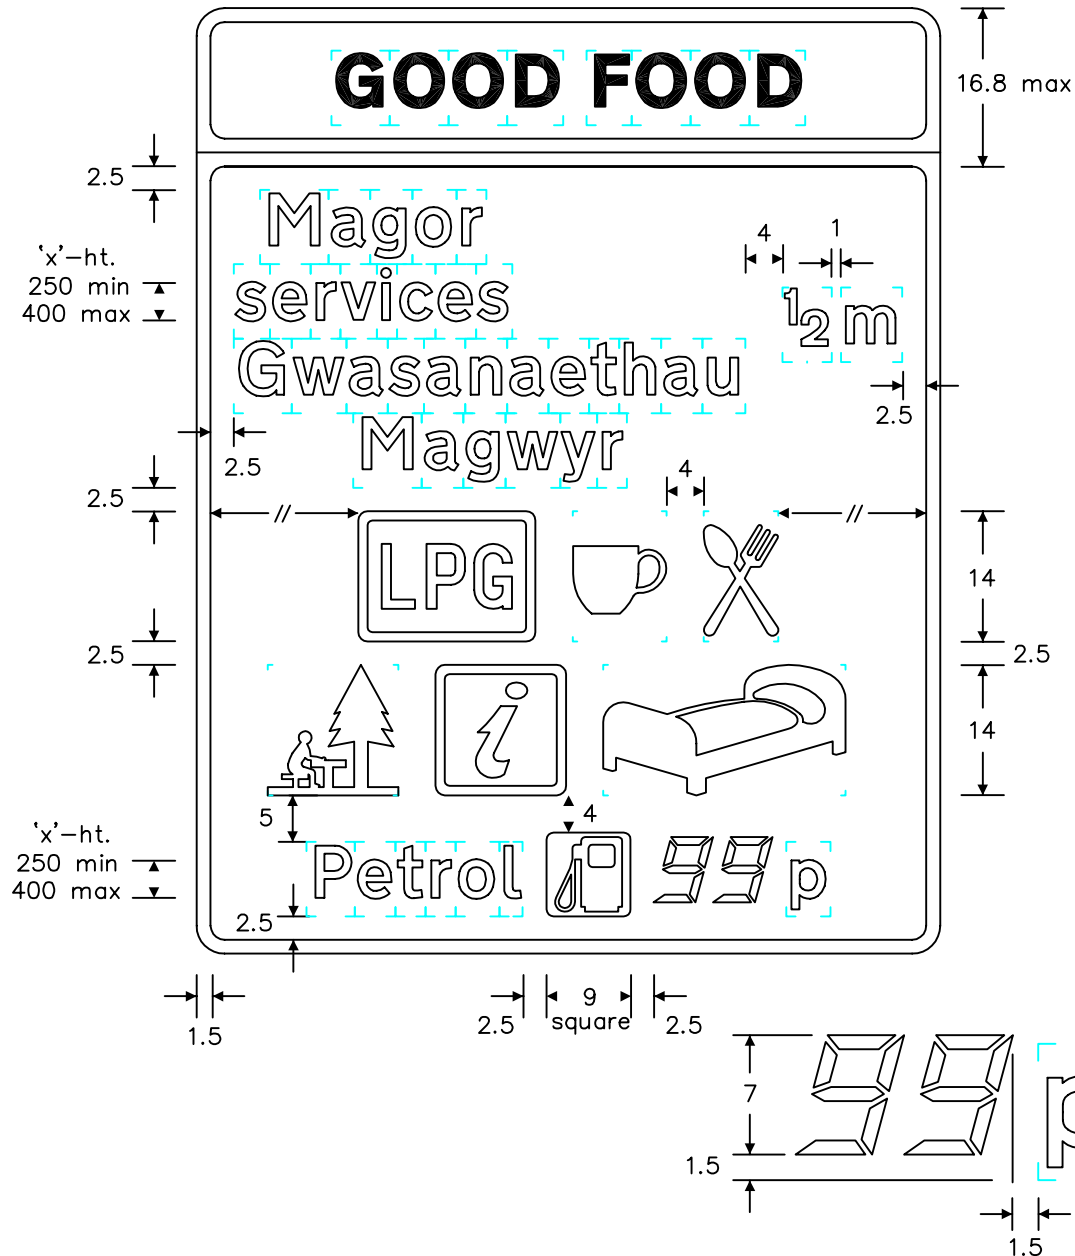 GOOD FOOD
16.8 max
2.5
Magor
'x'-ht.
250 min
400 max
services
4
1
½ m
Gwasanaethau
2.5
Magwyr
2.5
4
2.5
//
//
LPG
14
2.5
2.5
i
14
5
4
'x'-ht.
250 min
400 max
Petrol 99 p
2.5
1.5
2.5
9
square
2.5
7
99 p
1.5
1.5